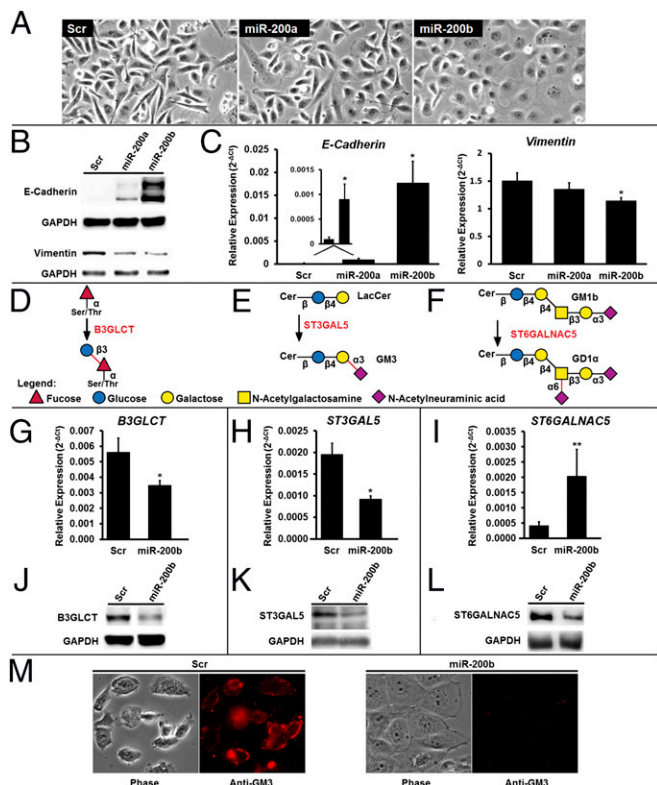 A
Scr
miR-200a
miR-200b
B
Scr
miR-200a
miR-200b
E-Cadherin
GAPDH
Vimentin
GAPDH
C
E-Cadherin
Relative Expression (2-ΔCt)
0.025
0.02
0.015
0.01
0.005
0
0.0015
0.001
0.0005
0
*
*
Scr
miR-200a
miR-200b
Vimentin
Relative Expression (2-ΔCt)
2
1.5
1
0.5
0
*
Scr
miR-200a
miR-200b
D
α
Ser/Thr
B3GLCT
β3
α
Ser/Thr
E
Cer
β
β4
LacCer
ST3GAL5
Cer
β
β4
α3
GM3
F
Cer
β
β4
β4
GM1b
β3
α3
ST6GALNAC5
Cer
β
β4
β4
GD1α
β3
α3
α6
Legend:
Fucose
Glucose
Galactose
N-Acetylgalactosamine
N-Acetylneuraminic acid
G
B3GLCT
Relative Expression (2-ΔCt)
0.007
0.006
0.005
0.004
0.003
0.002
0.001
0.000
*
Scr
miR-200b
H
ST3GAL5
Relative Expression (2-ΔCt)
0.0025
0.0020
0.0015
0.0010
0.0005
0.0000
*
Scr
miR-200b
I
ST6GALNAC5
Relative Expression (2-ΔCt)
0.0035
0.0030
0.0025
0.0020
0.0015
0.0010
0.0005
0.0000
**
Scr
miR-200b
J
Scr
miR-200b
B3GLCT
GAPDH
K
Scr
miR-200b
ST3GAL5
GAPDH
L
Scr
miR-200b
ST6GALNAC5
GAPDH
M
Scr
miR-200b
Phase
Anti-GM3
Phase
Anti-GM3